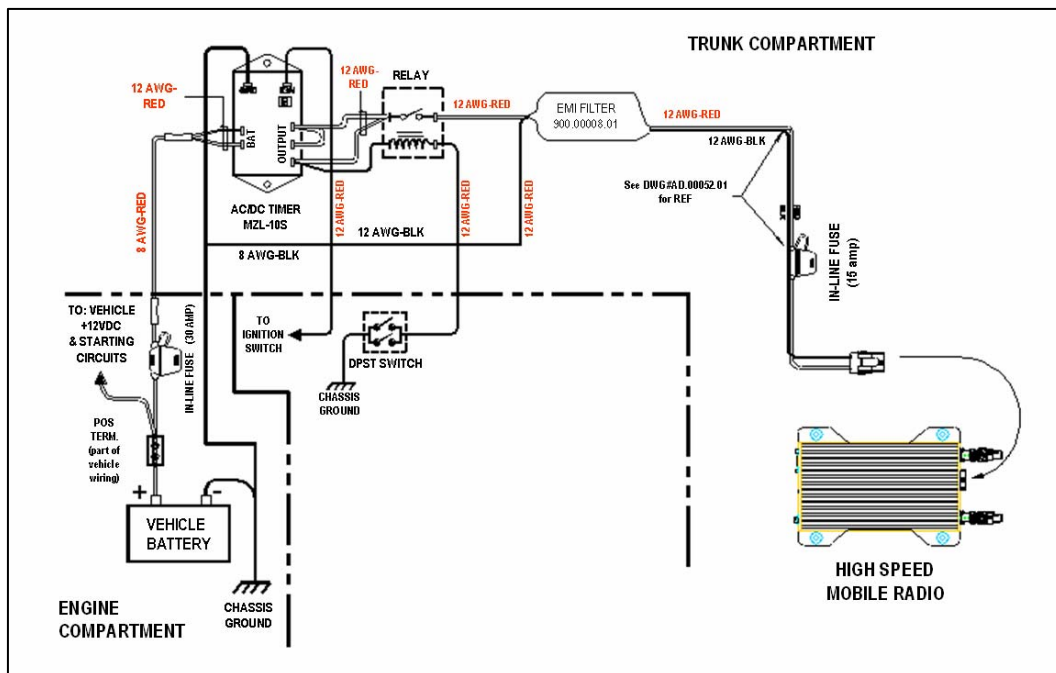 TRUNK COMPARTMENT
12 AWG-
RED
GRD
IGN
BAT
OUTPUT
AC/DC TIMER
MZL-10S
12 AWG-
RED
RELAY
12 AWG-RED
EMI FILTER
900.00008.01
12 AWG-RED
12 AWG-BLK
See DWG#AD.00052.01
for REF
8 AWG-RED
12 AWG-RED
12 AWG-RED
12 AWG-RED
12 AWG-BLK
8 AWG-BLK
IN-LINE FUSE
(15 amp)
TO: VEHICLE
+12VDC
& STARTING
CIRCUITS
IN-LINE FUSE (30 AMP)
TO
IGNITION
SWITCH
DPST SWITCH
CHASSIS
GROUND
POS
TERM.
(part of
vehicle
wiring)
+
-
VEHICLE
BATTERY
CHASSIS
GROUND
ENGINE
COMPARTMENT
HIGH SPEED
MOBILE RADIO